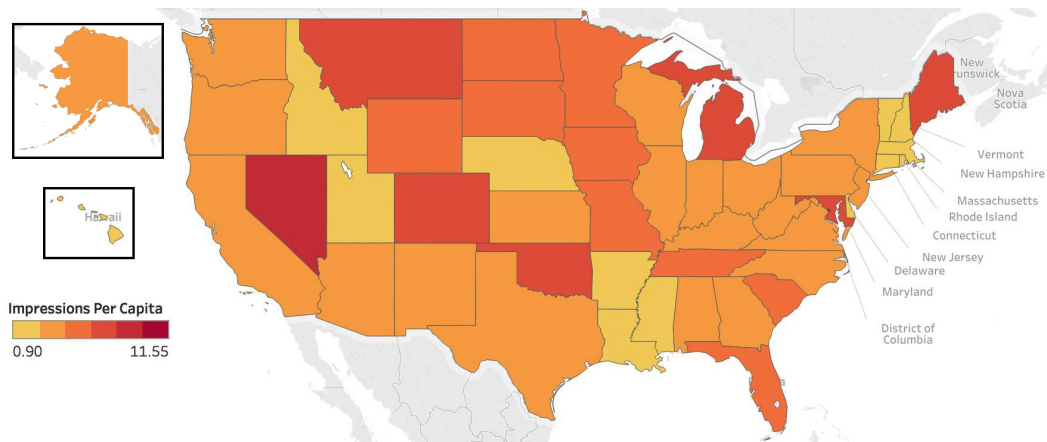 New
Brunswick
Nova
Scotia
Vermont
New Hampshire
Massachusetts
Rhode Island
Connecticut
New Jersey
Delaware
Maryland
District of
Columbia
Hawaii
Impressions Per Capita
0.90 11.55